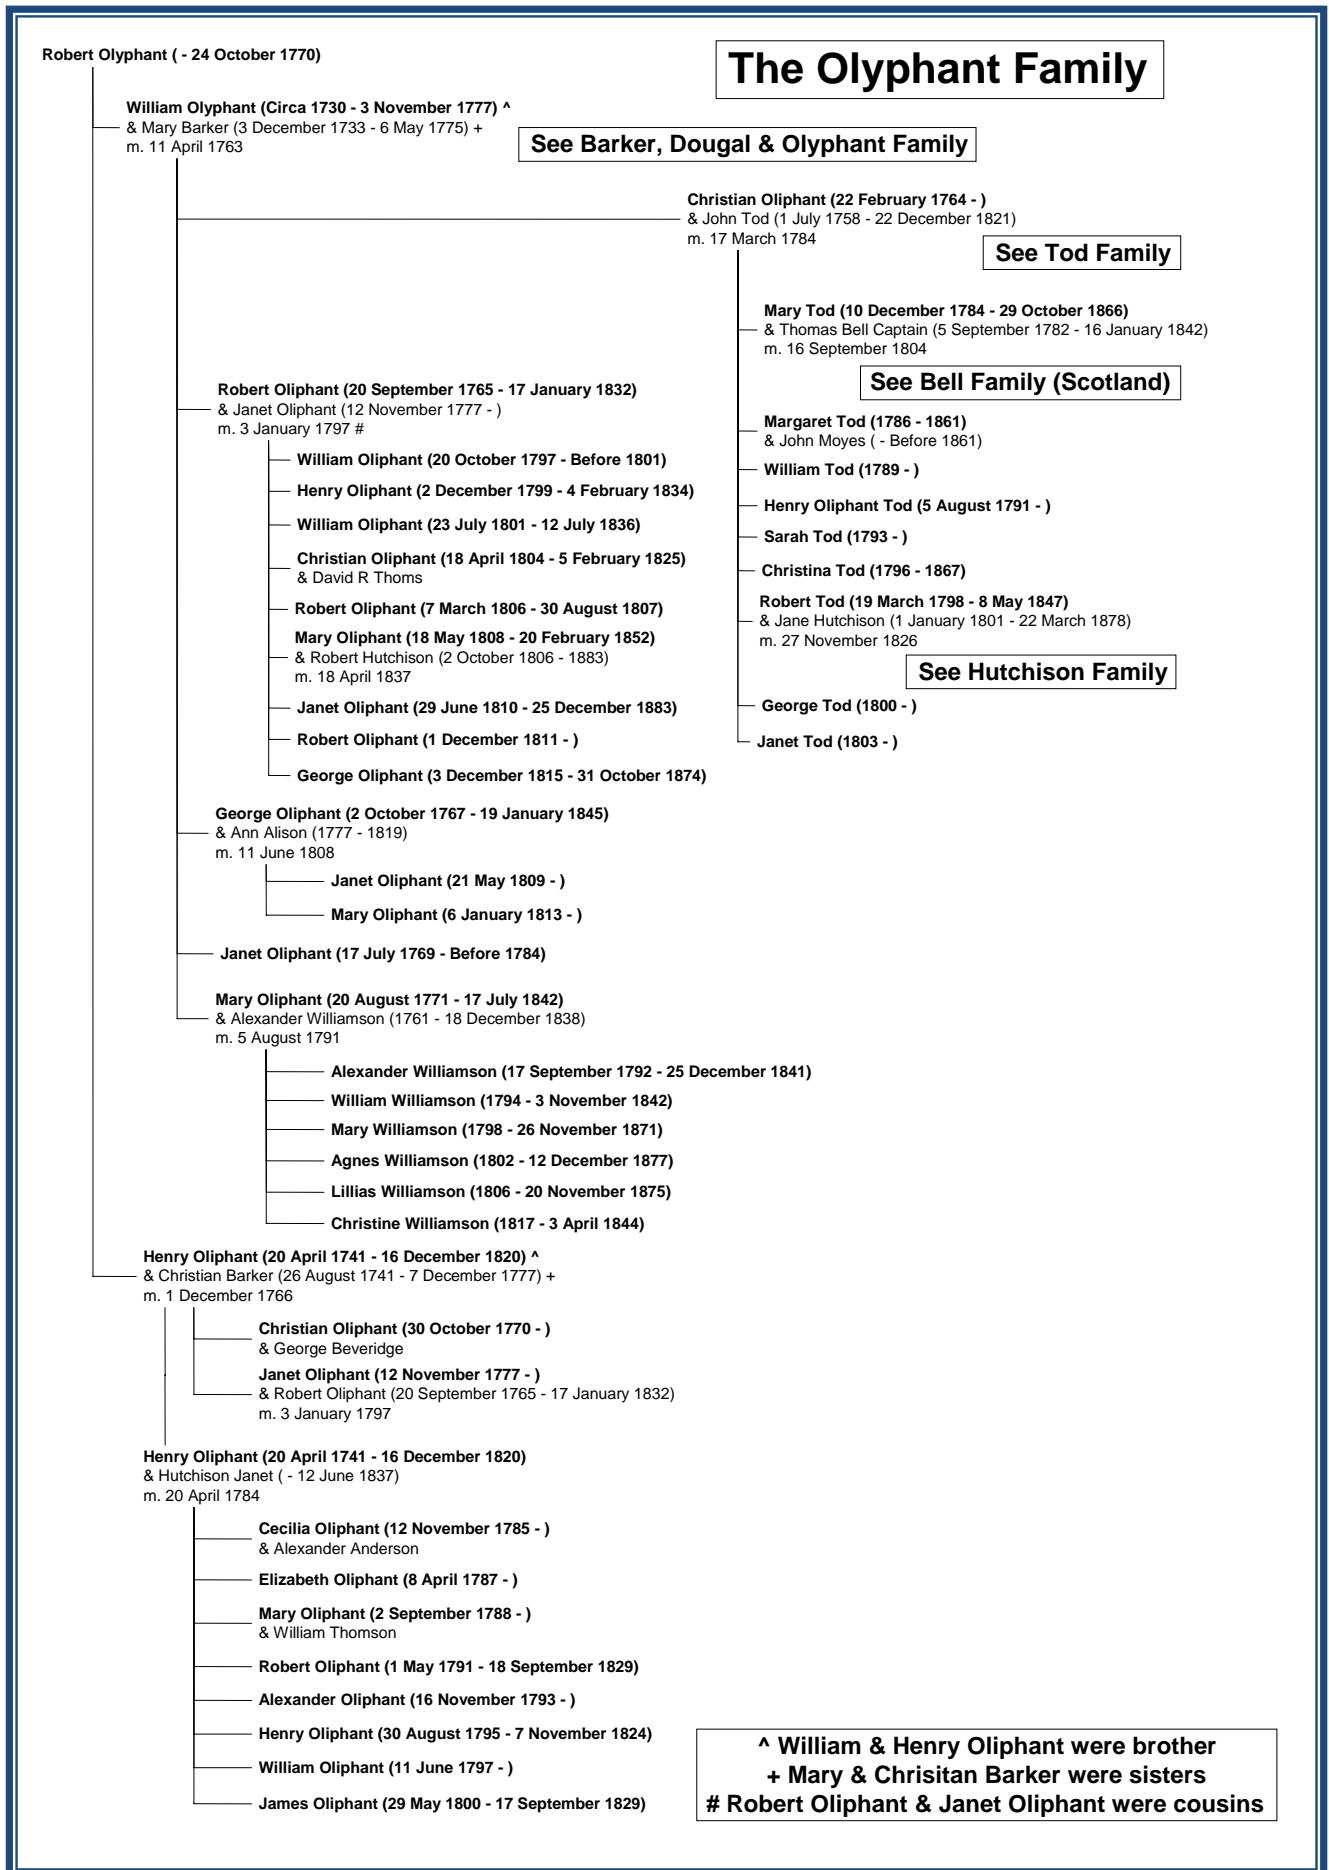 Robert Olyphant ( - 24 October 1770)
The Olyphant Family
William Olyphant (Circa 1730 - 3 November 1777) ^
& Mary Barker (3 December 1733 - 6 May 1775) +
m. 11 April 1763
See Barker, Dougal & Olyphant Family
Christian Oliphant (22 February 1764 - )
& John Tod (1 July 1758 - 22 December 1821)
m. 17 March 1784
See Tod Family
Mary Tod (10 December 1784 - 29 October 1866)
& Thomas Bell Captain (5 September 1782 - 16 January 1842)
m. 16 September 1804
See Bell Family (Scotland)
Margaret Tod (1786 - 1861)
& John Moyes ( - Before 1861)
William Tod (1789 - )
Henry Oliphant Tod (5 August 1791 - )
Sarah Tod (1793 - )
Christina Tod (1796 - 1867)
Robert Tod (19 March 1798 - 8 May 1847)
& Jane Hutchison (1 January 1801 - 22 March 1878)
m. 27 November 1826
See Hutchison Family
George Tod (1800 - )
Janet Tod (1803 - )
Robert Oliphant (20 September 1765 - 17 January 1832)
& Janet Oliphant (12 November 1777 - )
m. 3 January 1797 #
William Oliphant (20 October 1797 - Before 1801)
Henry Oliphant (2 December 1799 - 4 February 1834)
William Oliphant (23 July 1801 - 12 July 1836)
Christian Oliphant (18 April 1804 - 5 February 1825)
& David R Thoms
Robert Oliphant (7 March 1806 - 30 August 1807)
Mary Oliphant (18 May 1808 - 20 February 1852)
& Robert Hutchison (2 October 1806 - 1883)
m. 18 April 1837
Janet Oliphant (29 June 1810 - 25 December 1883)
Robert Oliphant (1 December 1811 - )
George Oliphant (3 December 1815 - 31 October 1874)
George Oliphant (2 October 1767 - 19 January 1845)
& Ann Alison (1777 - 1819)
m. 11 June 1808
Janet Oliphant (21 May 1809 - )
Mary Oliphant (6 January 1813 - )
Janet Oliphant (17 July 1769 - Before 1784)
Mary Oliphant (20 August 1771 - 17 July 1842)
& Alexander Williamson (1761 - 18 December 1838)
m. 5 August 1791
Alexander Williamson (17 September 1792 - 25 December 1841)
William Williamson (1794 - 3 November 1842)
Mary Williamson (1798 - 26 November 1871)
Agnes Williamson (1802 - 12 December 1877)
Lillias Williamson (1806 - 20 November 1875)
Christine Williamson (1817 - 3 April 1844)
Henry Oliphant (20 April 1741 - 16 December 1820) ^
& Christian Barker (26 August 1741 - 7 December 1777) +
m. 1 December 1766
Christian Oliphant (30 October 1770 - )
& George Beveridge
Janet Oliphant (12 November 1777 - )
& Robert Oliphant (20 September 1765 - 17 January 1832)
m. 3 January 1797
Henry Oliphant (20 April 1741 - 16 December 1820)
& Hutchison Janet ( - 12 June 1837)
m. 20 April 1784
Cecilia Oliphant (12 November 1785 - )
& Alexander Anderson
Elizabeth Oliphant (8 April 1787 - )
Mary Oliphant (2 September 1788 - )
& William Thomson
Robert Oliphant (1 May 1791 - 18 September 1829)
Alexander Oliphant (16 November 1793 - )
Henry Oliphant (30 August 1795 - 7 November 1824)
William Oliphant (11 June 1797 - )
James Oliphant (29 May 1800 - 17 September 1829)
^ William & Henry Oliphant were brother
+ Mary & Chrisitan Barker were sisters
# Robert Oliphant & Janet Oliphant were cousins